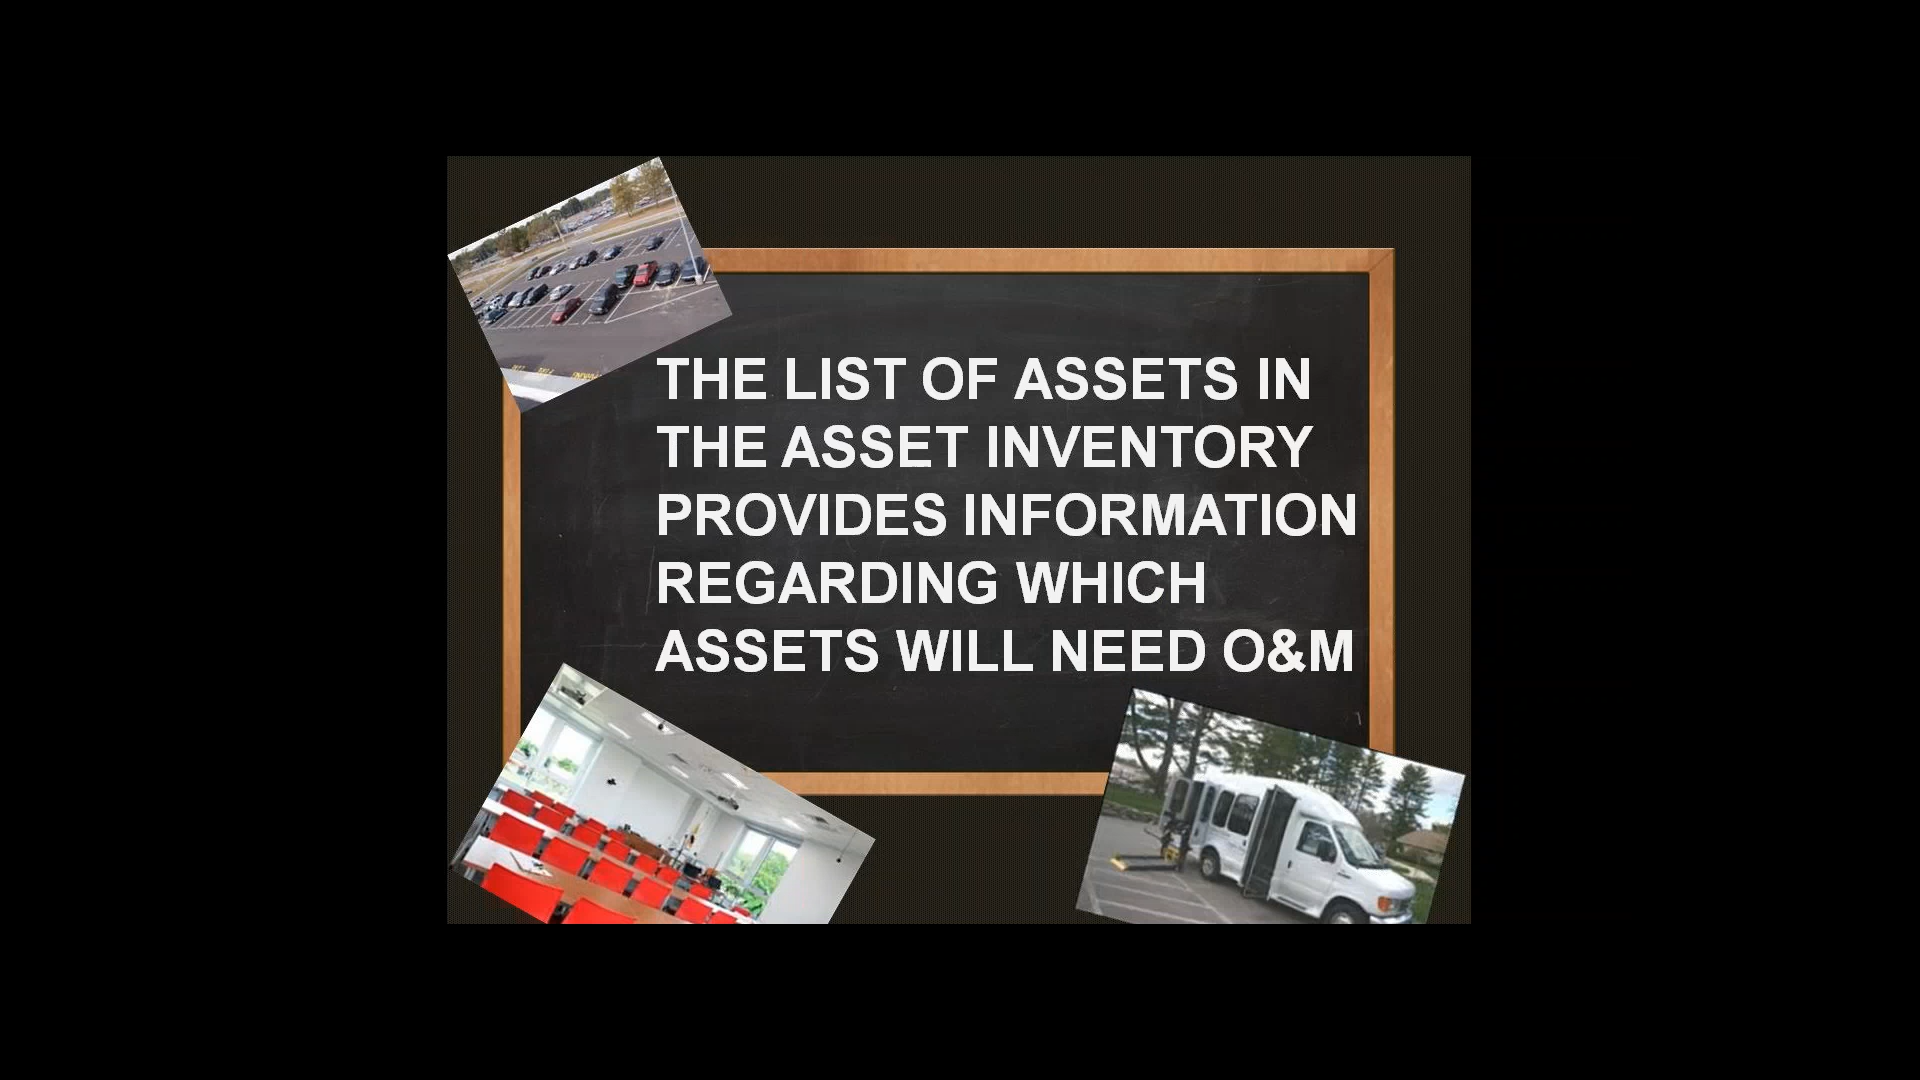 THE LIST OF ASSETS IN
THE ASSET INVENTORY
PROVIDES INFORMATION
REGARDING WHICH
ASSETS WILL NEED O&M